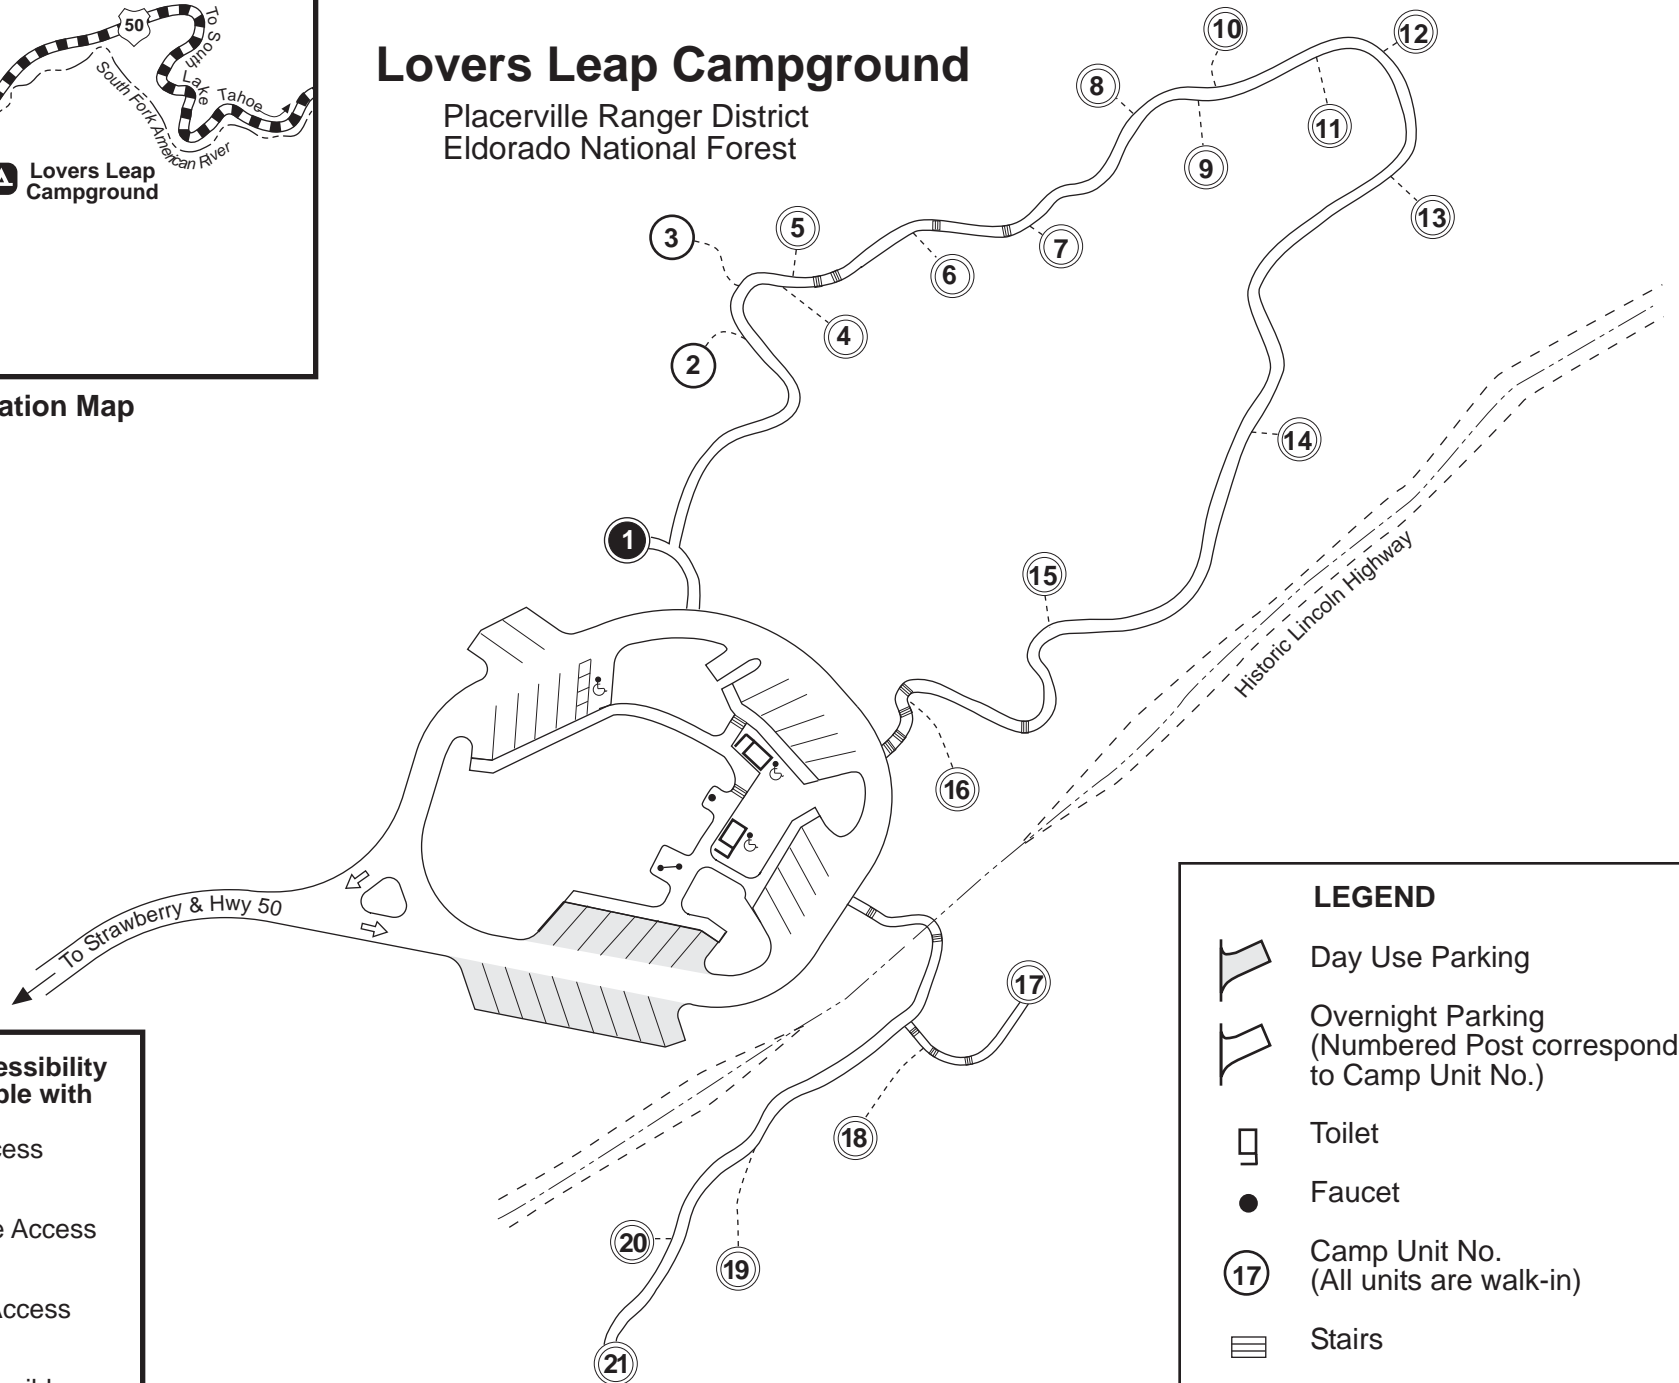 50
To South
Lake
Tahoe
South Fork American River
Lovers Leap
Campground
ation Map
Lovers Leap Campground
Placerville Ranger District
Eldorado National Forest
1
2
3
4
5
6
7
8
9
10
11
12
13
14
15
16
17
18
19
20
21
Historic Lincoln Highway
To Strawberry & Hwy 50
essibility
ble with
cess
e Access
Access
LEGEND
Day Use Parking
Overnight Parking
(Numbered Post correspond
to Camp Unit No.)
Toilet
Faucet
17
Camp Unit No.
(All units are walk-in)
Stairs